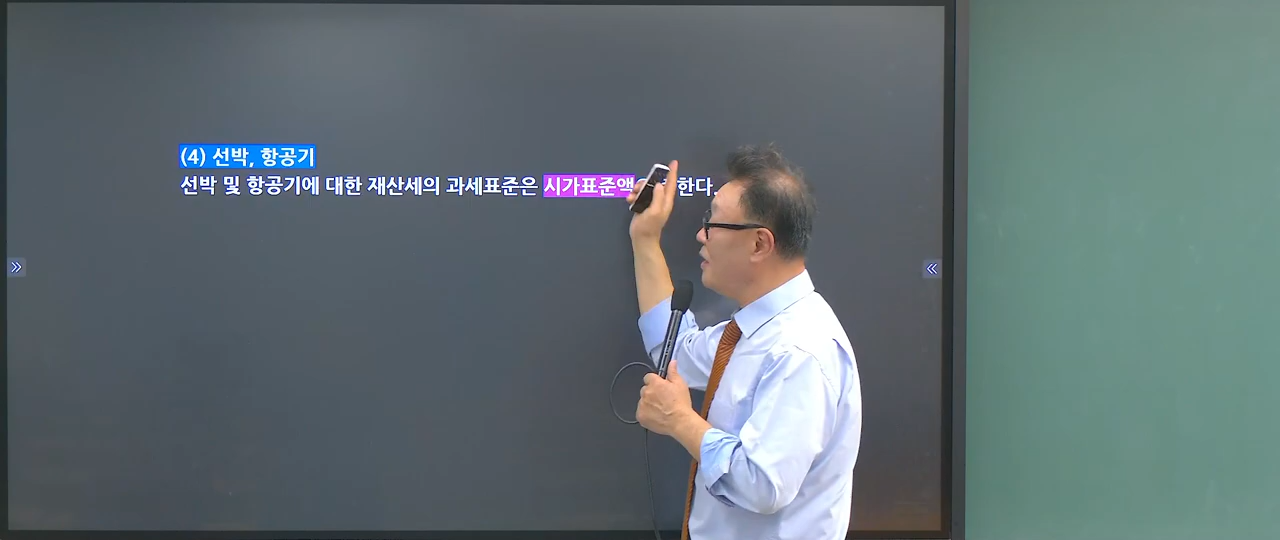 (4) 선박, 항공기
선박 및 항공기에 대한 재산세의 과세표준은 시가표준액 한다.